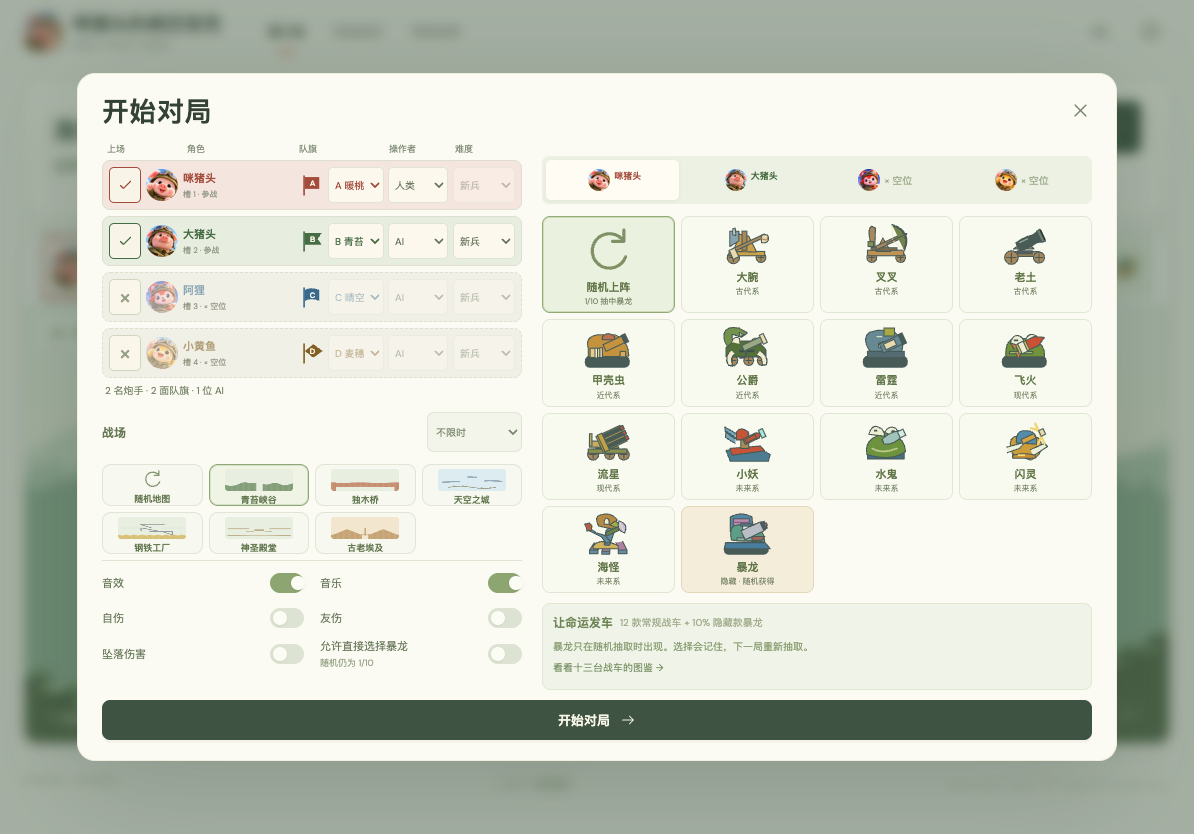 开始对局
上场 角色 队旗 操作者 难度
咪猪头
槽 1 · 参战
A
A 暖桃 人类 新兵
大猪头
槽 2 · 参战
B
B 青苔 AI 新兵
阿狸
槽 3 · × 空位
C
C 晴空 AI 新兵
小黄鱼
槽 4 · × 空位
D
D 麦穗 AI 新兵
2 名炮手 · 2 面队旗 · 1 位 AI
战场 不限时
随机地图 青苔峡谷 独木桥 天空之城
钢铁工厂 神圣殿堂 古老埃及
音效 音乐
自伤 友伤
坠落伤害 允许直接选择暴龙
随机仍为 1/10
咪猪头 大猪头 × 空位 × 空位
随机上阵
1/10 抽中暴龙
大腕
古代系
叉叉
古代系
老土
古代系
甲壳虫
近代系
公爵
近代系
雷霆
近代系
飞火
现代系
流星
现代系
小妖
未来系
水鬼
未来系
闪灵
未来系
海怪
未来系
暴龙
隐藏 · 随机获得
让命运发车 12 款常规战车 + 10% 隐藏款暴龙
暴龙只在随机抽取时出现。选择会记住，下一局重新抽取。
看看十三台战车的图鉴 →
开始对局 →